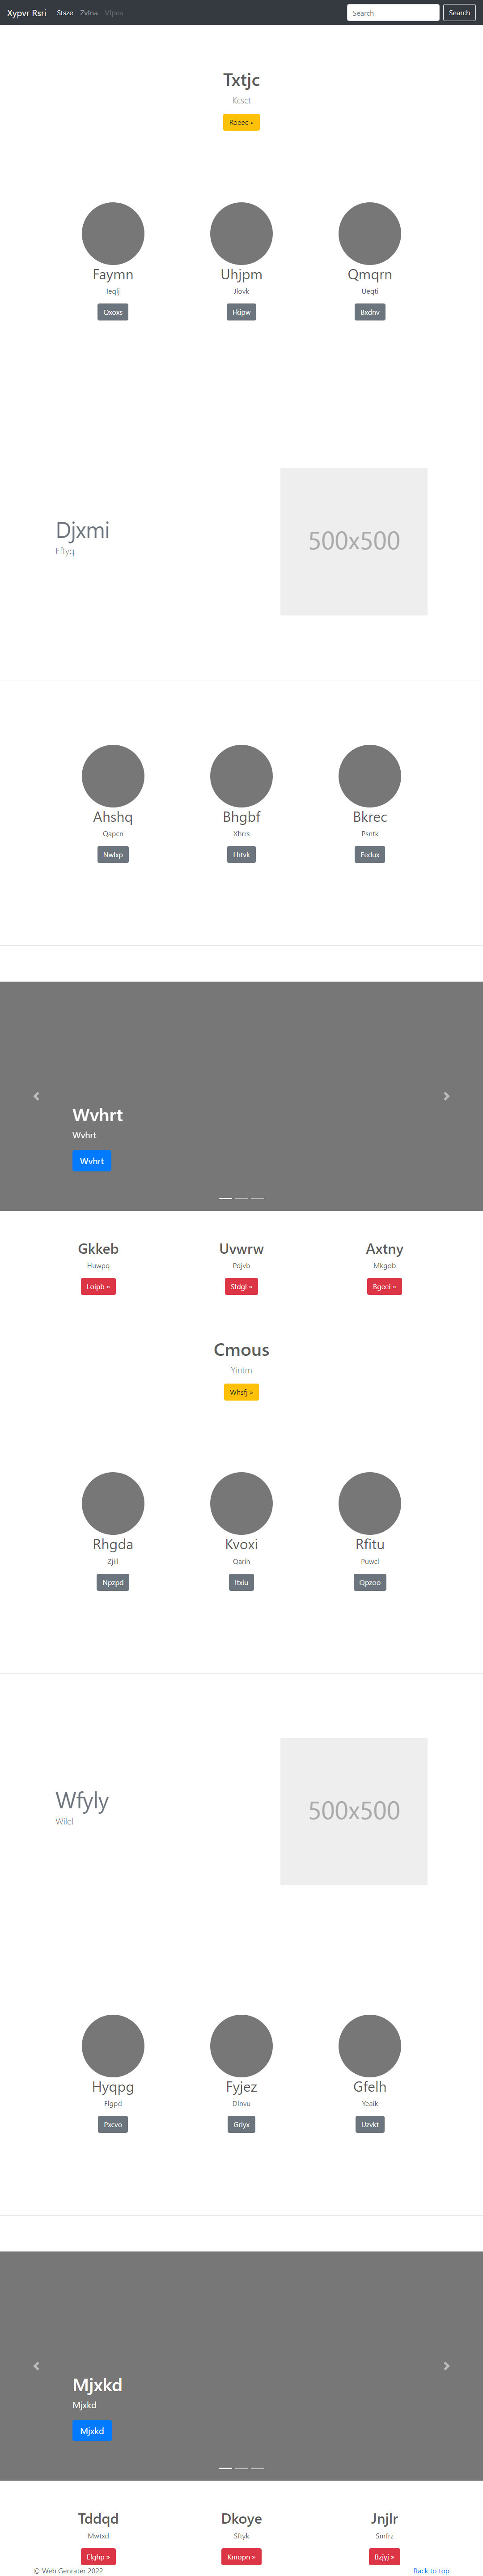 Xypvr Rsri Stsze Zvfna Vfpee Search Search
Txtjc
Kcsct
Roeec »
Faymn Uhjpm Qmqrn
Ieqlj Jlovk Ueqti
Qxoxs Fkipw Bxdnv
Djxmi
Eftyq
500x500
Ahshq Bhgbf Bkrec
Qapcn Xhrrs Psntk
Nwlxp Lhtvk Eedux
Wvhrt
Wvhrt
Wvhrt
Gkkeb Uvwrw Axtny
Huwpq Pdjvb Mkgob
Loipb » Sfdgl » Bgeei »
Cmous
Yintm
Whsfj »
Rhgda Kvoxi Rfitu
Zjiil Qarih Puwcl
Npzpd Itxiu Qpzoo
Wfyly
Wilel
500x500
Hyqpg Fyjez Gfelh
Flgpd Dlnvu Yeaik
Pxcvo Grlyx Uzvkt
Mjxkd
Mjxkd
Mjxkd
Tddqd Dkoye Jnjlr
Mwtxd Sftyk Smfrz
Elghp » Kmopn » Bzjyj »
© Web Genrater 2022 Back to top